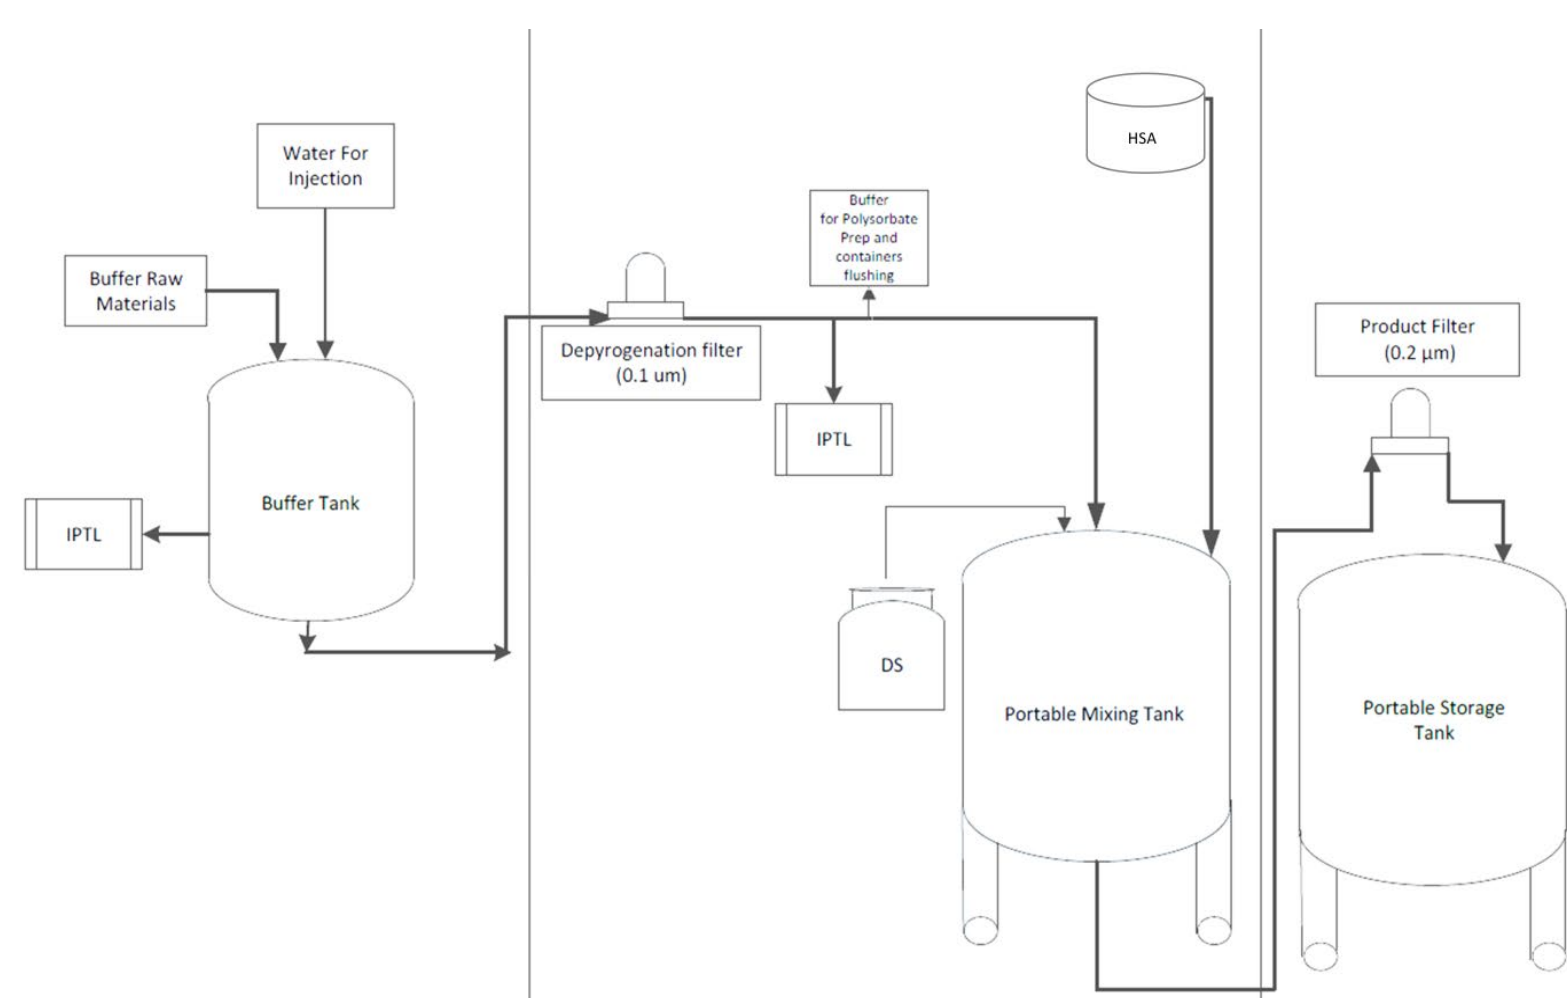 HSA
Water For
Injection
Buffer
for Polysorbate
Prep and
containers
flushing
Buffer Raw
Materials
Depyrogenation filter
(0.1 um)
Product Filter
(0.2 µm)
IPTL
Buffer Tank
IPTL
DS
Portable Mixing Tank
Portable Storage
Tank